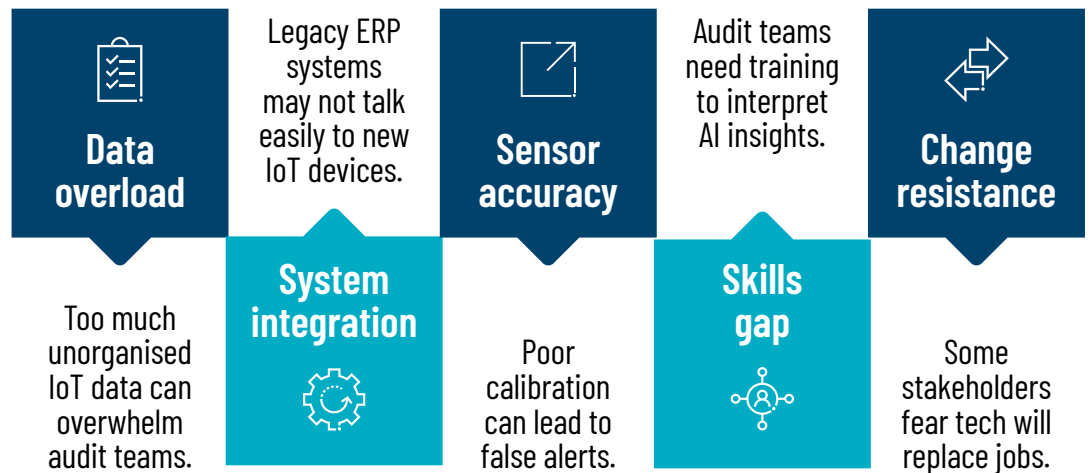 Data
overload
Too much
unorganised
IoT data can
overwhelm
audit teams.
Legacy ERP
systems
may not talk
easily to new
IoT devices.
System
integration
Sensor
accuracy
Poor
calibration
can lead to
false alerts.
Audit teams
need training
to interpret
AI insights.
Skills
gap
Change
resistance
Some
stakeholders
fear tech will
replace jobs.